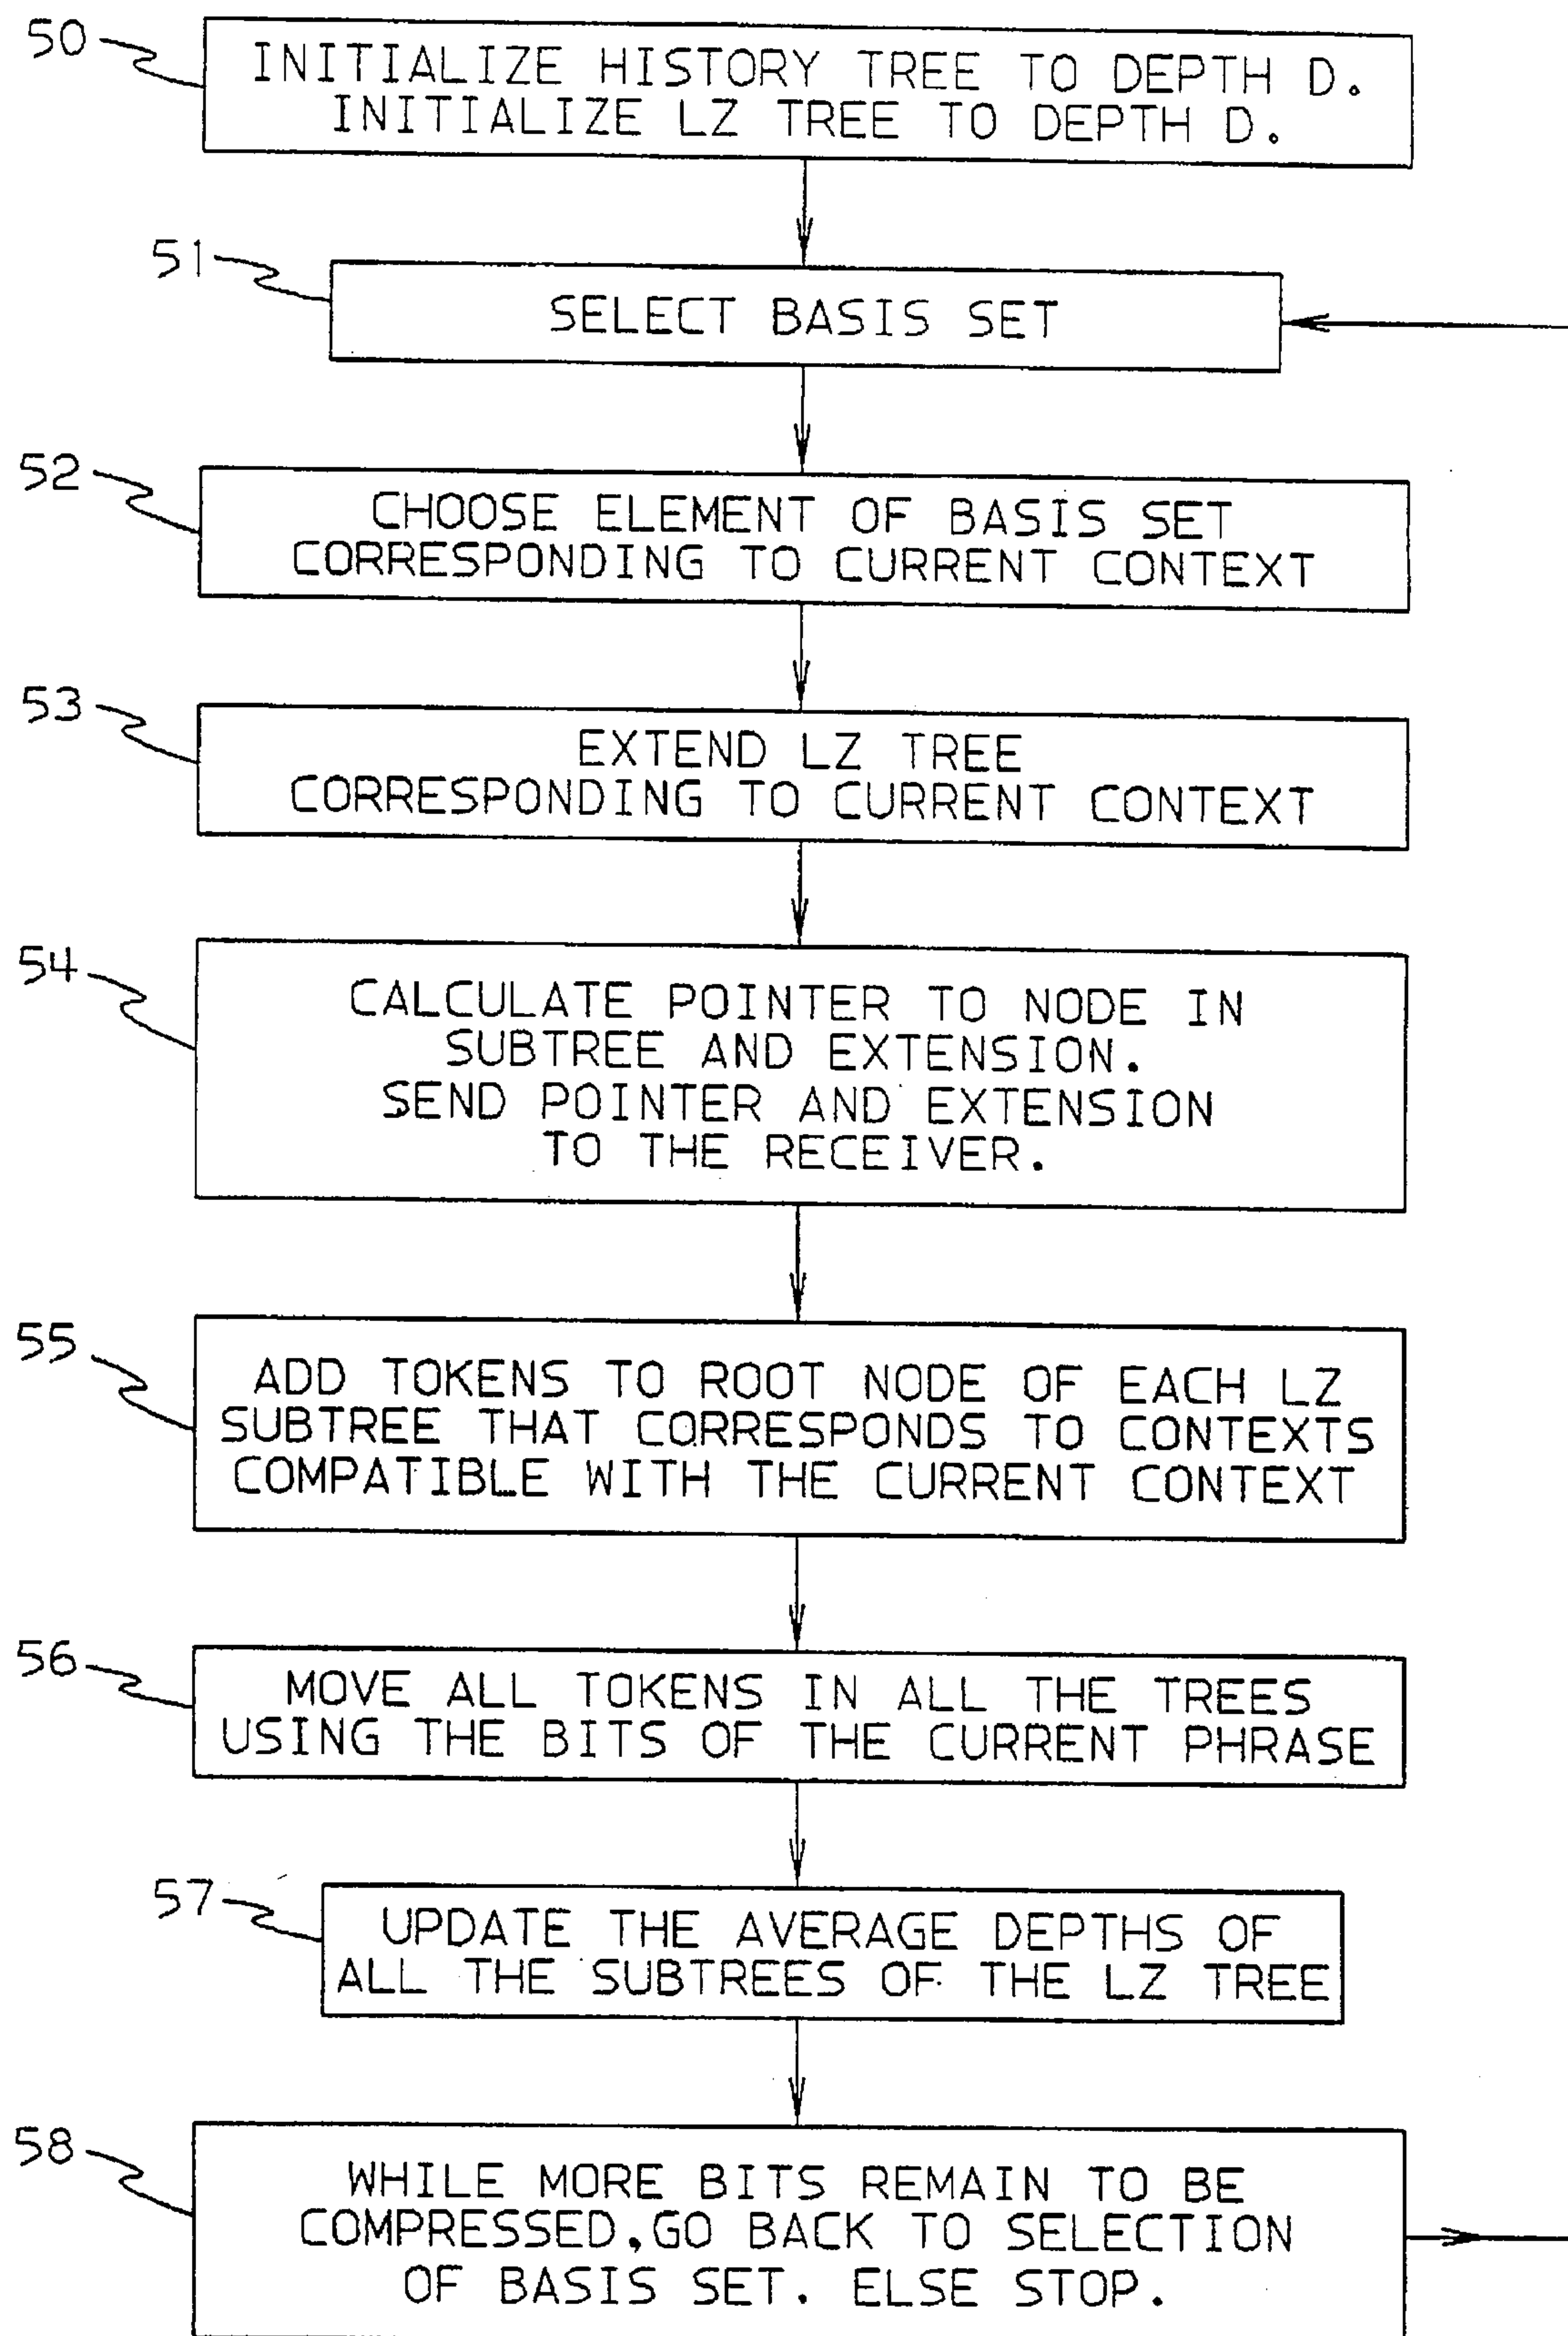 50
INITIALIZE HISTORY TREE TO DEPTH D.
INITIALIZE LZ TREE TO DEPTH D.
51
SELECT BASIS SET
52
CHOOSE ELEMENT OF BASIS SET
CORRESPONDING TO CURRENT CONTEXT
53
EXTEND LZ TREE
CORRESPONDING TO CURRENT CONTEXT
54
CALCULATE POINTER TO NODE IN
SUBTREE AND EXTENSION.
SEND POINTER AND EXTENSION
TO THE RECEIVER.
55
ADD TOKENS TO ROOT NODE OF EACH LZ
SUBTREE THAT CORRESPONDS TO CONTEXTS
COMPATIBLE WITH THE CURRENT CONTEXT
56
MOVE ALL TOKENS IN ALL THE TREES
USING THE BITS OF THE CURRENT PHRASE
57
UPDATE THE AVERAGE DEPTHS OF
ALL THE SUBTREES OF THE LZ TREE
58
WHILE MORE BITS REMAIN TO BE
COMPRESSED,GO BACK TO SELECTION
OF BASIS SET. ELSE STOP.